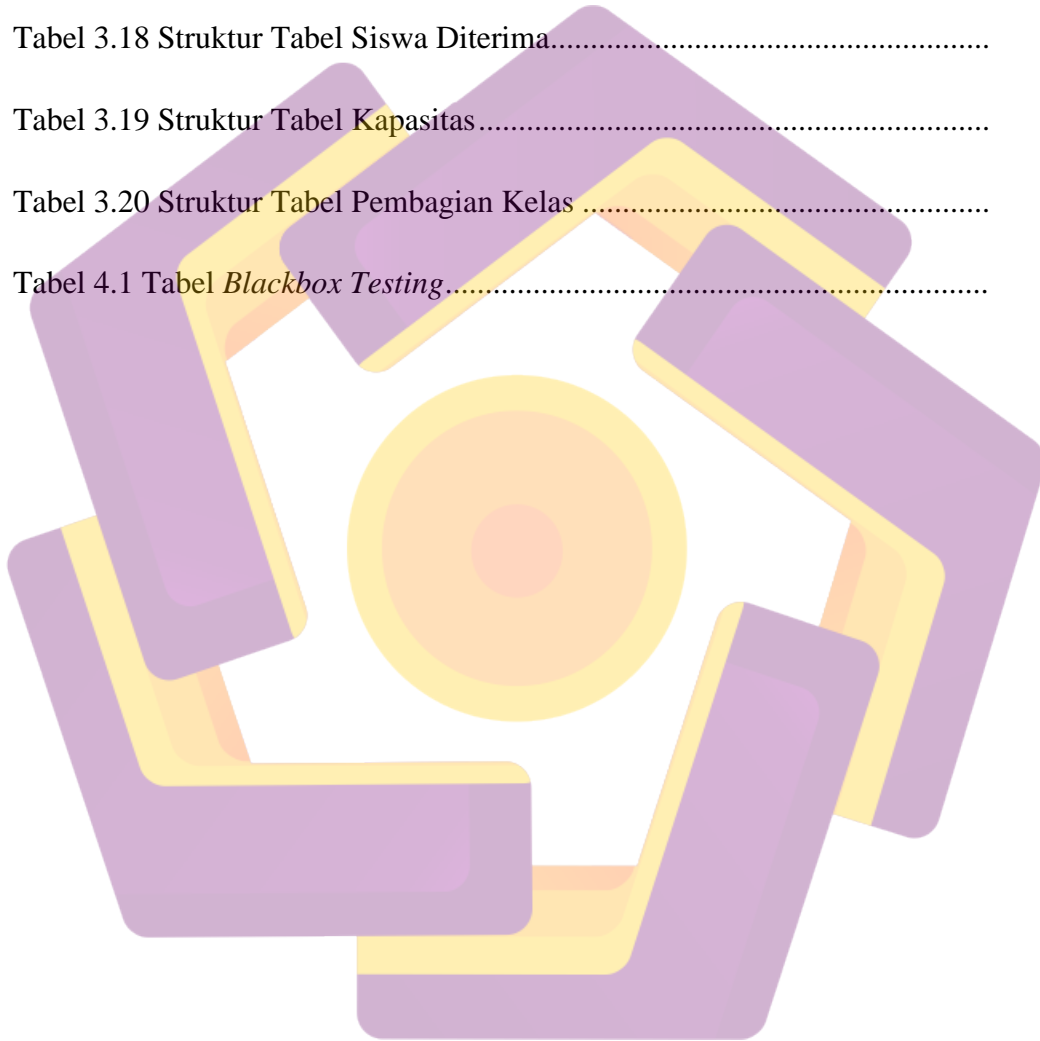 Tabel 3.18 Struktur Tabel Siswa Diterima......................................................
Tabel 3.19 Struktur Tabel Kapasitas...............................................................
Tabel 3.20 Struktur Tabel Pembagian Kelas ..................................................
Tabel 4.1 Tabel Blackbox Testing...................................................................